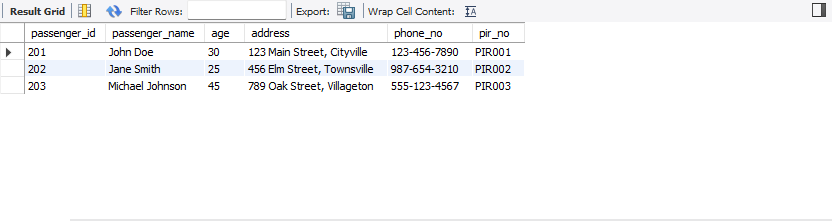 Result Grid Filter Rows: Export: Wrap Cell Content:
passenger_id passenger_name age address phone_no pir_no
201 John Doe 30 123 Main Street, Cityville 123-456-7890 PIR001
202 Jane Smith 25 456 Elm Street, Townsville 987-654-3210 PIR002
203 Michael Johnson 45 789 Oak Street, Villageton 555-123-4567 PIR003